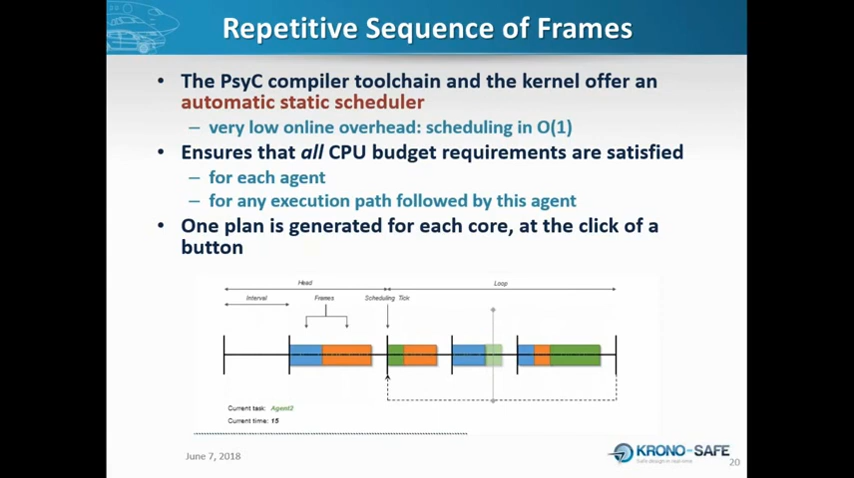 Repetitive Sequence of Frames
• The PsyC compiler toolchain and the kernel offer an
automatic static scheduler
– very low online overhead: scheduling in O(1)
• Ensures that all CPU budget requirements are satisfied
– for each agent
– for any execution path followed by this agent
• One plan is generated for each core, at the click of a
button
Head
Loop
Interval
Frames
Scheduling Tick
Current task: Agent2
Current time: 15
June 7, 2018
KRONO-SAFE
20